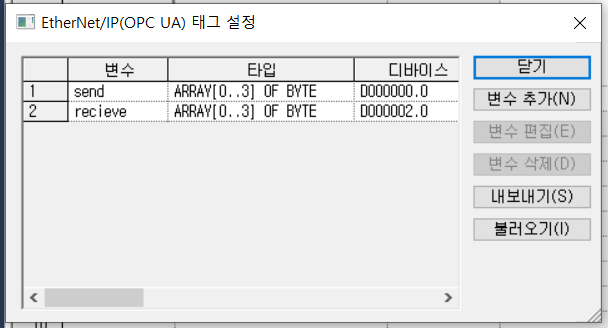 EtherNet/IP(OPC UA) 태그 설정
변수 타입 디바이스
1 send ARRAY[0..3] OF BYTE D000000.0
2 recieve ARRAY[0..3] OF BYTE D000002.0
닫기
변수 추가(N)
변수 편집(E)
변수 삭제(D)
내보내기(S)
불러오기(I)